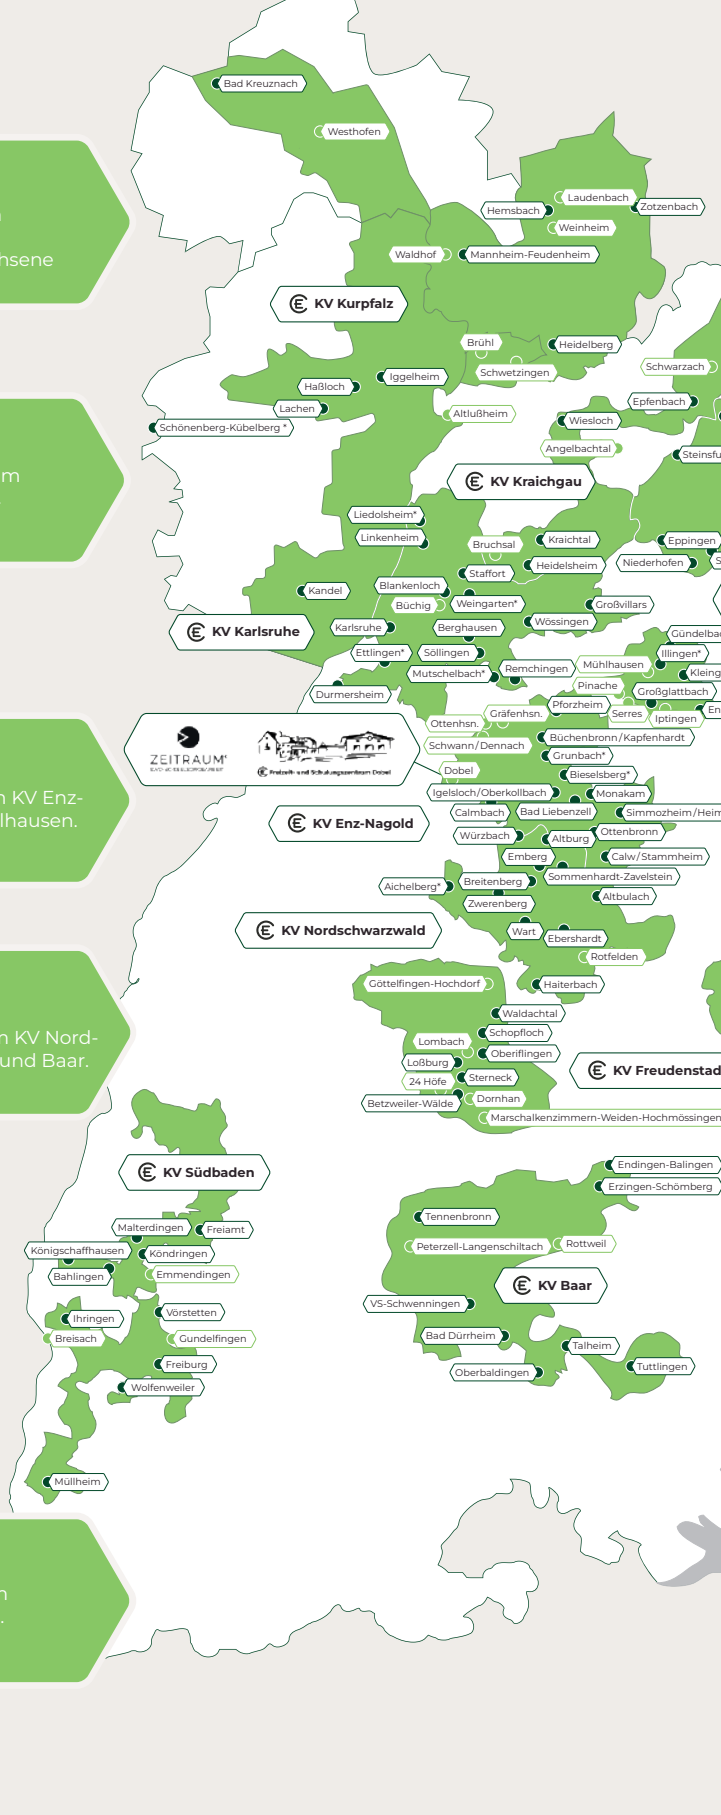 Bad Kreuznach
Westhofen
Laudenbach
Hemsbach
Zotzenbach
Weinheim
hsene
Waldhof
Mannheim-Feudenheim
KV Kurpfalz
Brühl
Heidelberg
Schwetzingen
Schwarzach
Iggelheim
Haßloch
Epfenbach
Lachen
Altlußheim
Wiesloch
Schönenberg-Kübelberg *
Angelbachtal
Steinsfu
m
KV Kraichgau
Liedolsheim*
Linkenheim
Bruchsal
Kraichtal
Eppingen
Heidelsheim
Niederhofen
S
Staffort
Blankenloch
Kandel
Büchig
Weingarten*
Großvillars
Wössingen
KV Karlsruhe
Karlsruhe
Berghausen
Gündelba
Ettlingen*
Söllingen
Illingen*
Mutschelbach*
Remchingen
Mühlhausen
Kleing
Pinache
Durmersheim
Großglattbach
Pforzheim
En
Gräfenhsn.
Serres
Iptingen
Ottenhsn.
Büchenbronn/Kapfenhardt
Schwann/Dennach
ZEITRAUM
Freizeit- und Schulungszentrum Dobel
Grunbach*
Dobel
Bieselsberg*
n KV Enz-
Igelsloch/Oberkollbach
Monakam
lhausen.
Calmbach
Bad Liebenzell
Simmozheim/Heim
KV Enz-Nagold
Würzbach
Altburg
Ottenbronn
Emberg
Calw/Stammheim
Sommenhardt-Zavelstein
Aichelberg*
Breitenberg
Altbulach
Zwerenberg
KV Nordschwarzwald
Wart
Ebershardt
Rotfelden
Göttelfingen-Hochdorf
Haiterbach
Waldachtal
n KV Nord-
Schopfloch
Lombach
Oberiflingen
und Baar.
Loßburg
KV Freudenstad
24 Höfe
Sterneck
Betzweiler-Wälde
Dornhan
Marschalkenzimmern-Weiden-Hochmössingen
KV Südbaden
Endingen-Balingen
Erzingen-Schömberg
Tennenbronn
Malterdingen
Freiamt
Königschaffhausen
Köndringen
Peterzell-Langenschiltach
Rottweil
Bahlingen
Emmendingen
KV Baar
VS-Schwenningen
Vörstetten
Ihringen
Breisach
Gundelfingen
Bad Dürrheim
Talheim
Freiburg
Tuttlingen
Oberbaldingen
Wolfenweiler
Müllheim
n
.